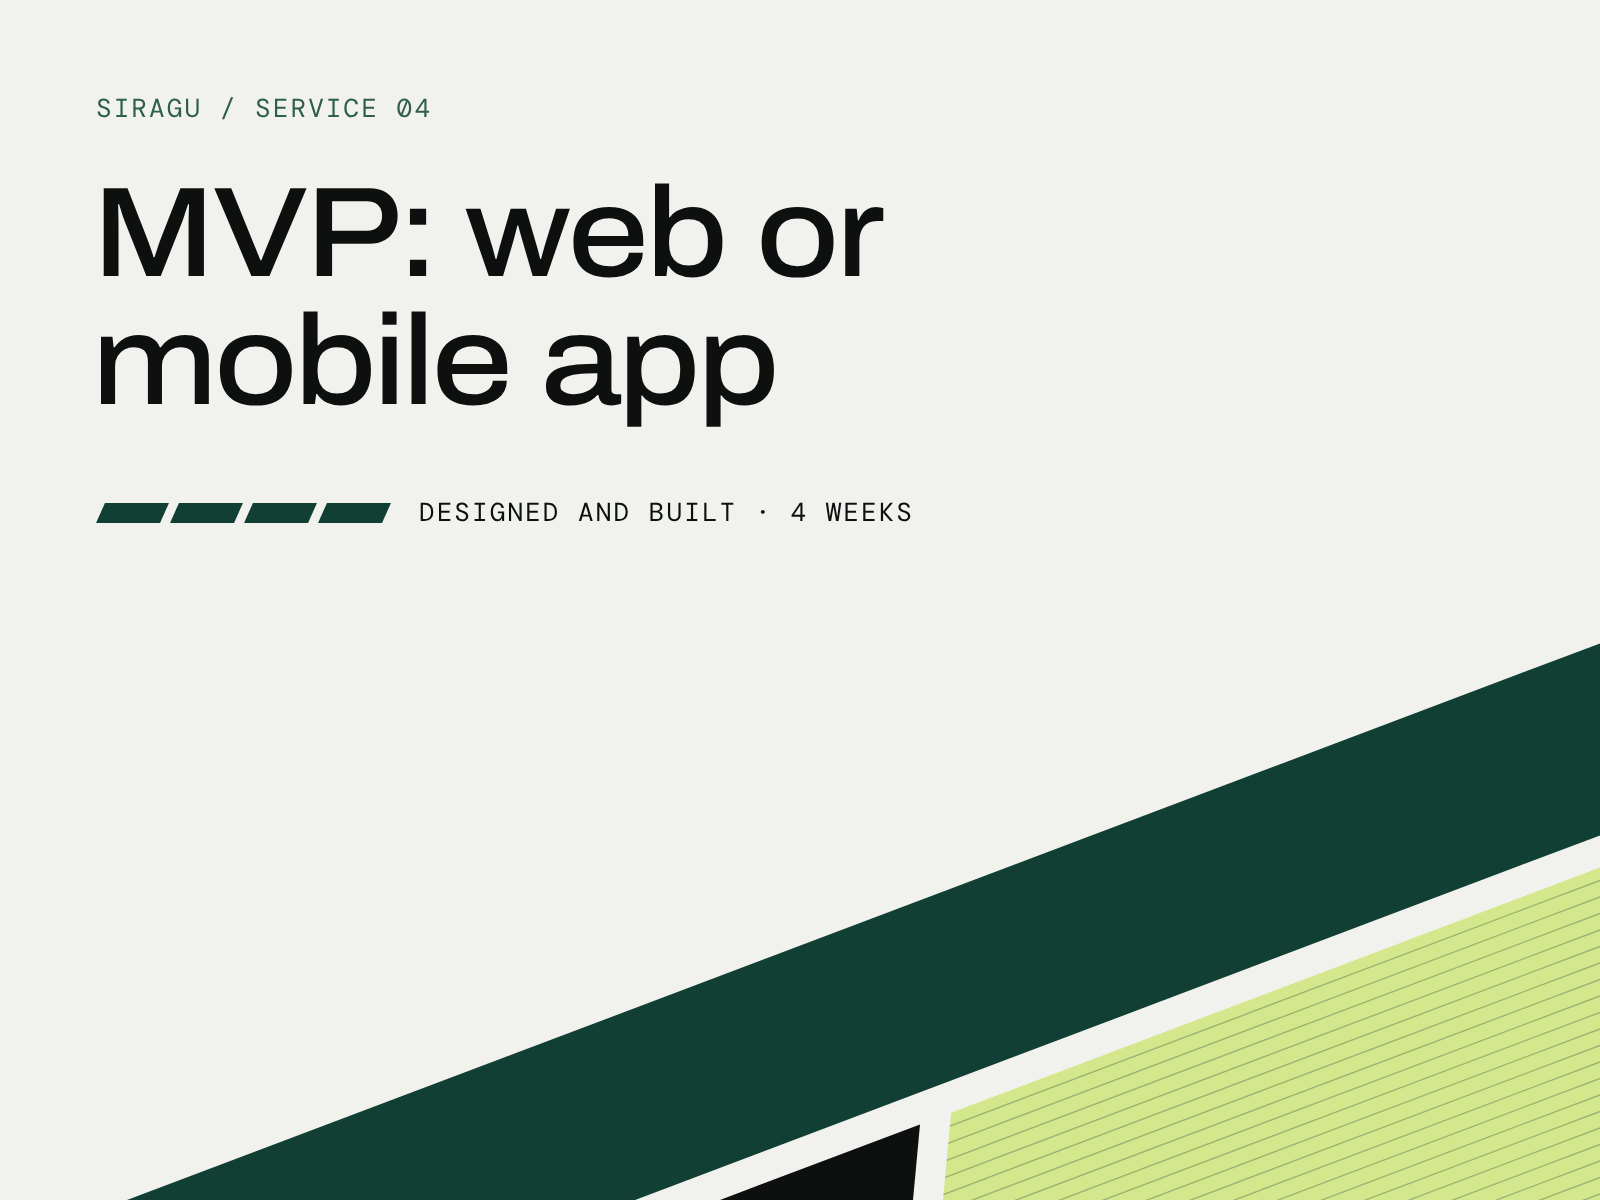 SIRAGU / SERVICE 04
MVP: web or
mobile app
DESIGNED AND BUILT · 4 WEEKS